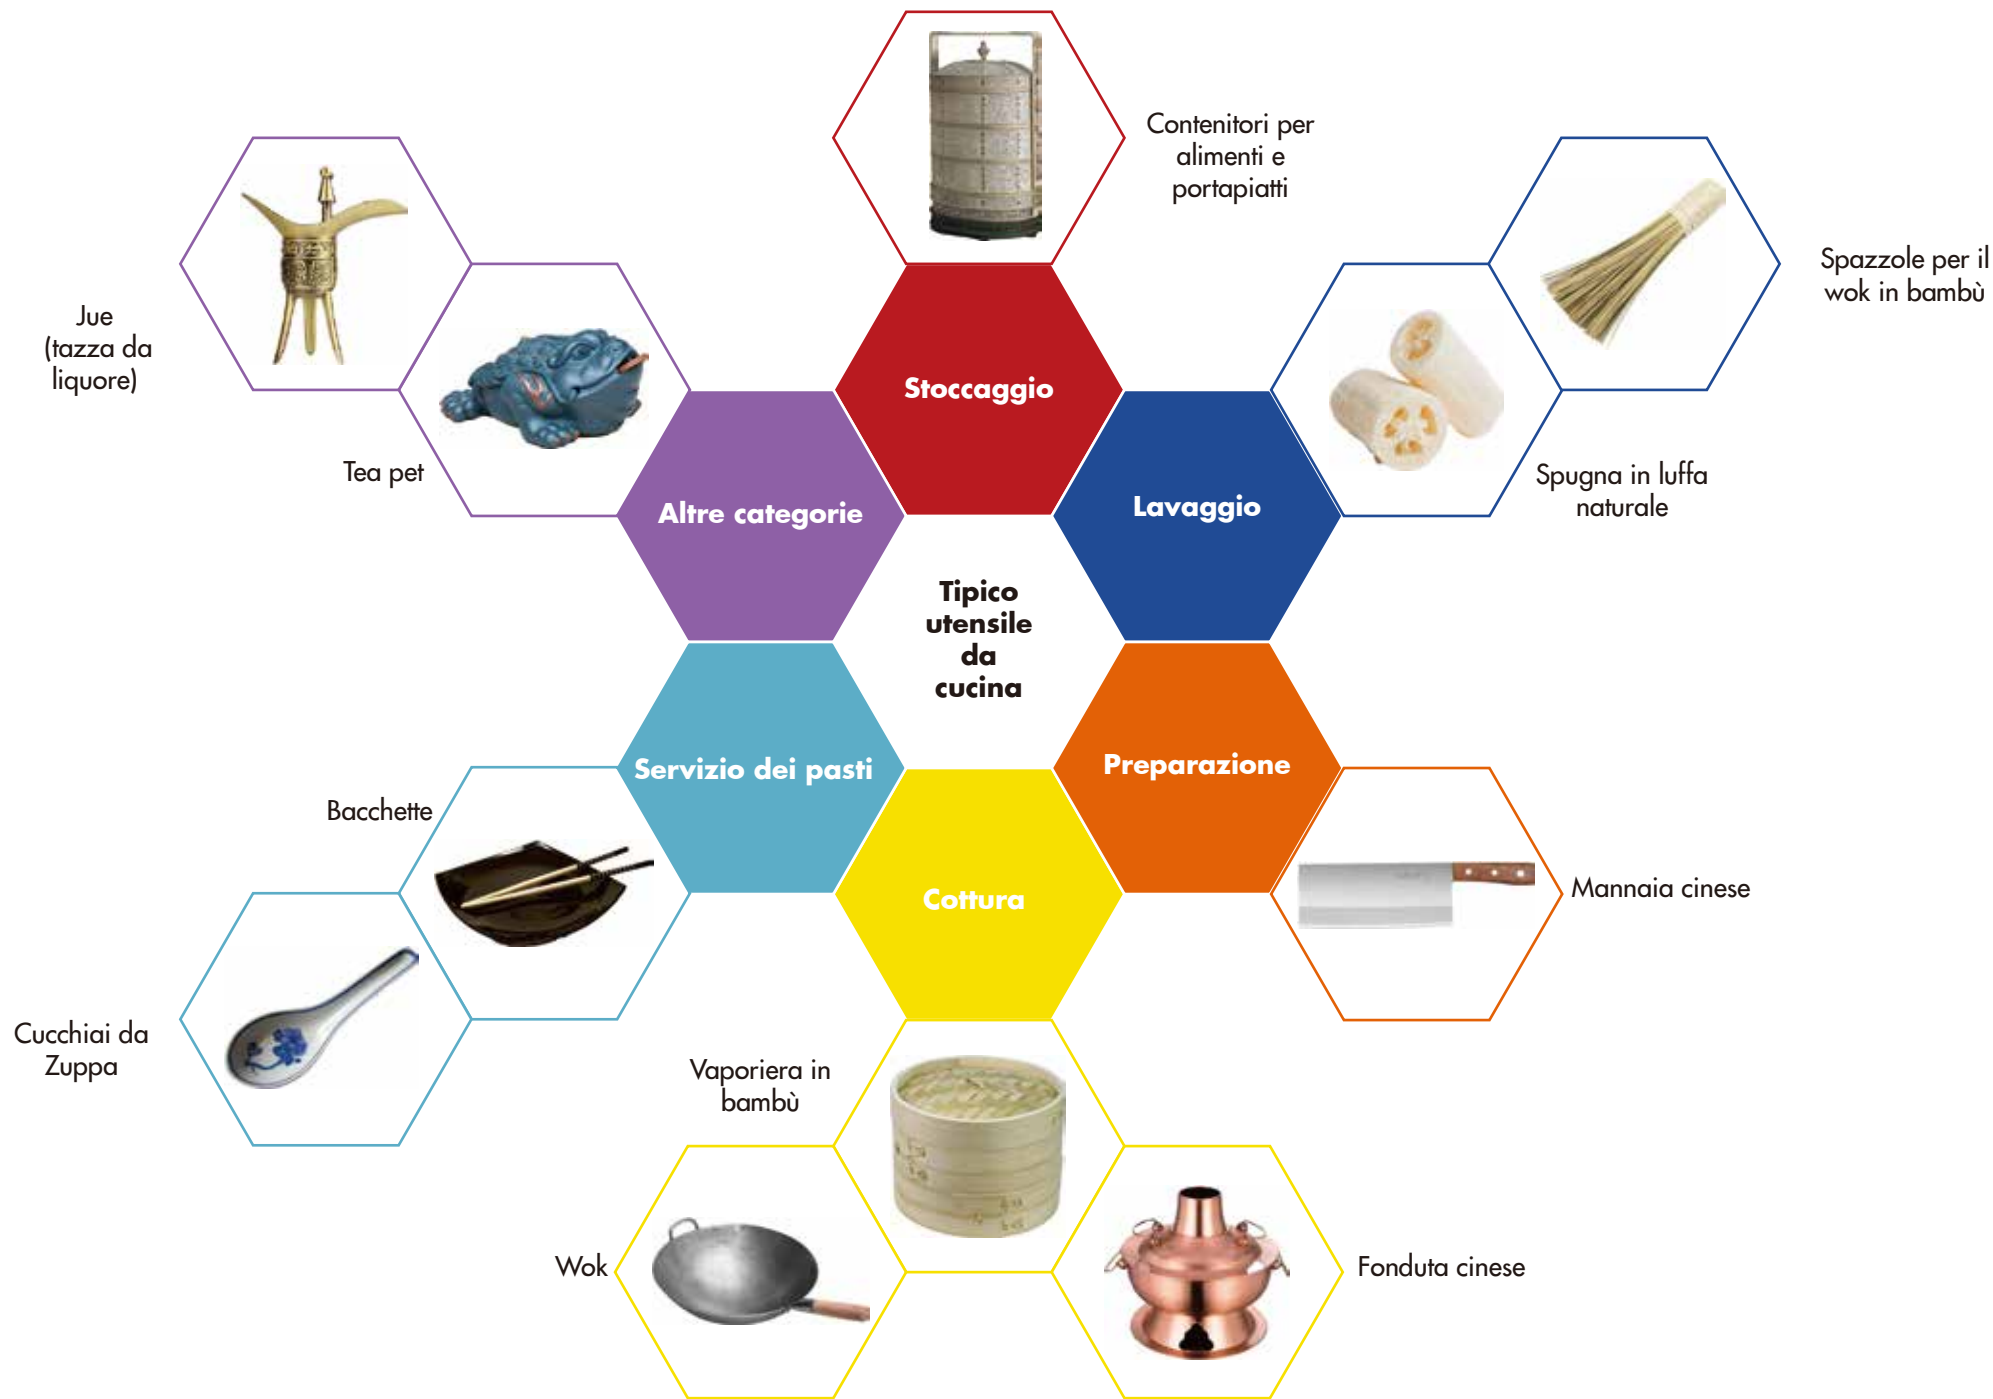 Contenitori per
alimenti e
portapiatti
Spazzole per il
wok in bambù
Jue
(tazza da
liquore)
Stoccaggio
Tea pet
Spugna in luffa
naturale
Altre categorie
Lavaggio
Tipico
utensile
da
cucina
Servizio dei pasti
Preparazione
Bacchette
Mannaia cinese
Cottura
Cucchiai da
Zuppa
Vaporiera in
bambù
Wok
Fonduta cinese